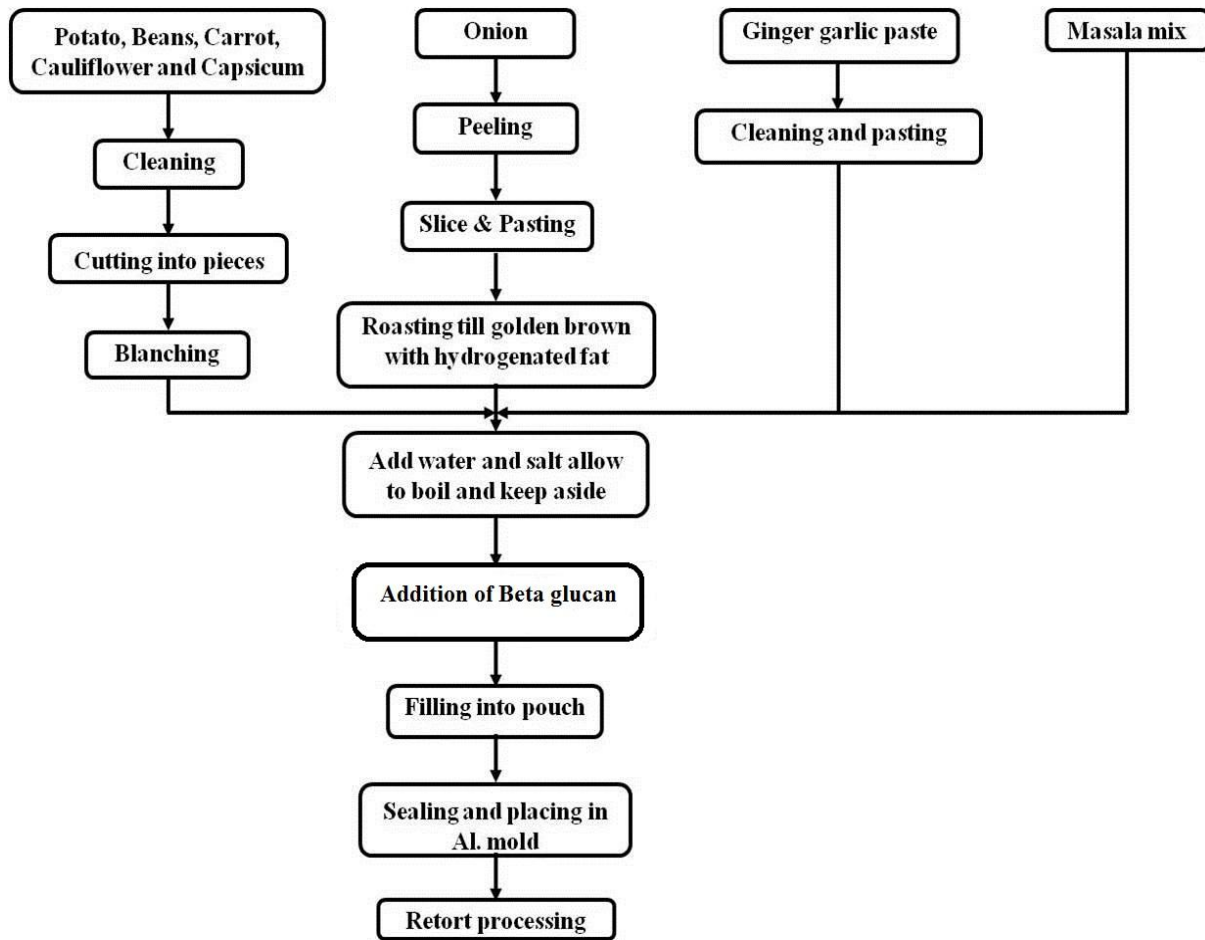 Potato, Beans, Carrot,
Cauliflower and Capsicum
Cleaning
Cutting into pieces
Blanching
Onion
Peeling
Slice & Pasting
Roasting till golden brown
with hydrogenated fat
Ginger garlic paste
Cleaning and pasting
Masala mix
Add water and salt allow
to boil and keep aside
Addition of Beta glucan
Filling into pouch
Sealing and placing in
Al. mold
Retort processing